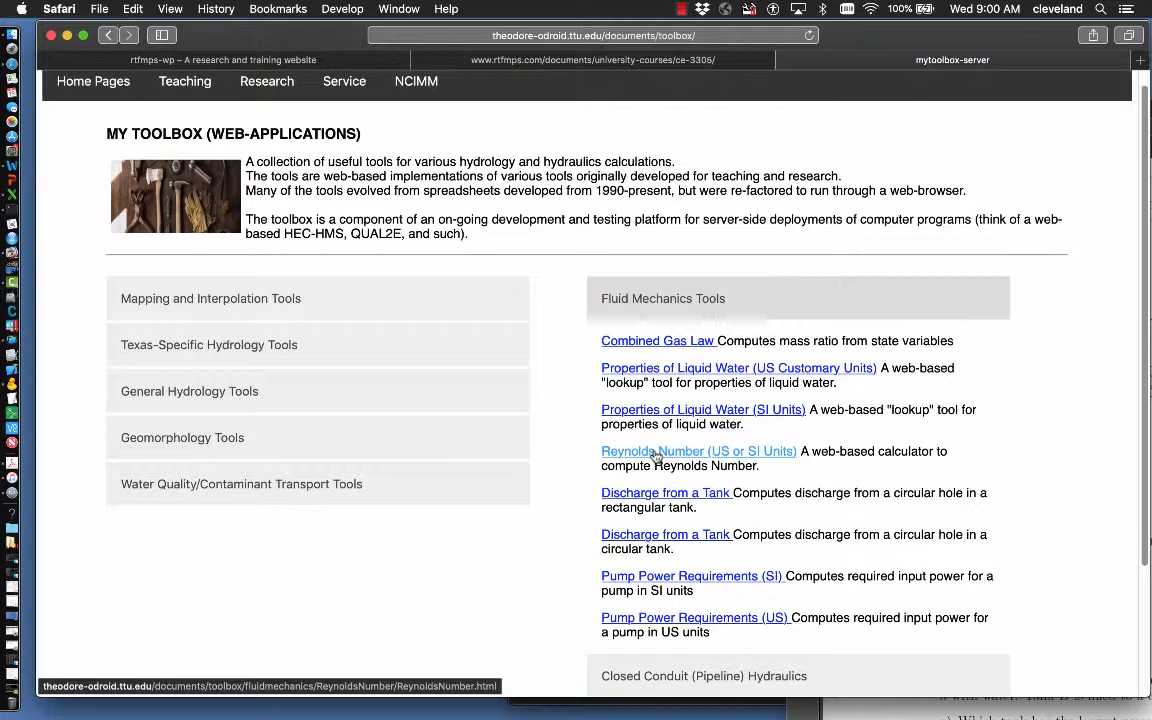 Safari File Edit View History Bookmarks Develop Window Help 100% Wed 9:00 AM cleveland
theodore-odroid.ttu.edu/documents/toolbox/
rtfmps-wp – A research and training website www.rtfmps.com/documents/university-courses/ce-3305/ mytoolbox-server
Home Pages Teaching Research Service NCIMM
MY TOOLBOX (WEB-APPLICATIONS)
A collection of useful tools for various hydrology and hydraulics calculations.
The tools are web-based implementations of various tools originally developed for teaching and research.
Many of the tools evolved from spreadsheets developed from 1990-present, but were re-factored to run through a web-browser.
The toolbox is a component of an on-going development and testing platform for server-side deployments of computer programs (think of a web-
based HEC-HMS, QUAL2E, and such).
Mapping and Interpolation Tools
Texas-Specific Hydrology Tools
General Hydrology Tools
Geomorphology Tools
Water Quality/Contaminant Transport Tools
Fluid Mechanics Tools
Combined Gas Law Computes mass ratio from state variables
Properties of Liquid Water (US Customary Units) A web-based
"lookup" tool for properties of liquid water.
Properties of Liquid Water (SI Units) A web-based "lookup" tool for
properties of liquid water.
Reynolds Number (US or SI Units) A web-based calculator to
compute Reynolds Number.
Discharge from a Tank Computes discharge from a circular hole in a
rectangular tank.
Discharge from a Tank Computes discharge from a circular hole in a
circular tank.
Pump Power Requirements (SI) Computes required input power for a
pump in SI units
Pump Power Requirements (US) Computes required input power for
a pump in US units
Closed Conduit (Pipeline) Hydraulics
theodore-odroid.ttu.edu/documents/toolbox/fluidmechanics/ReynoldsNumber/ReynoldsNumber.html